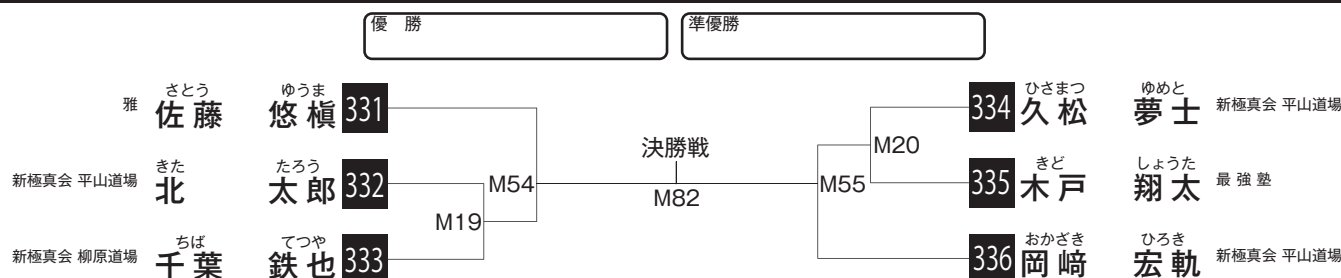 優　勝
準優勝
雅 さとう ゆうま
佐藤 悠槇 331
新極真会 平山道場 きた たろう
北 太郎 332
新極真会 柳原道場 ちば てつや
千葉 鉄也 333
M19
M54
決勝戦
M82
M55
M20
ひさまつ ゆめと
334 久松 夢士 新極真会 平山道場
きど しょうた
335 木戸 翔太 最強塾
おかざき ひろき
336 岡﨑 宏軌 新極真会 平山道場